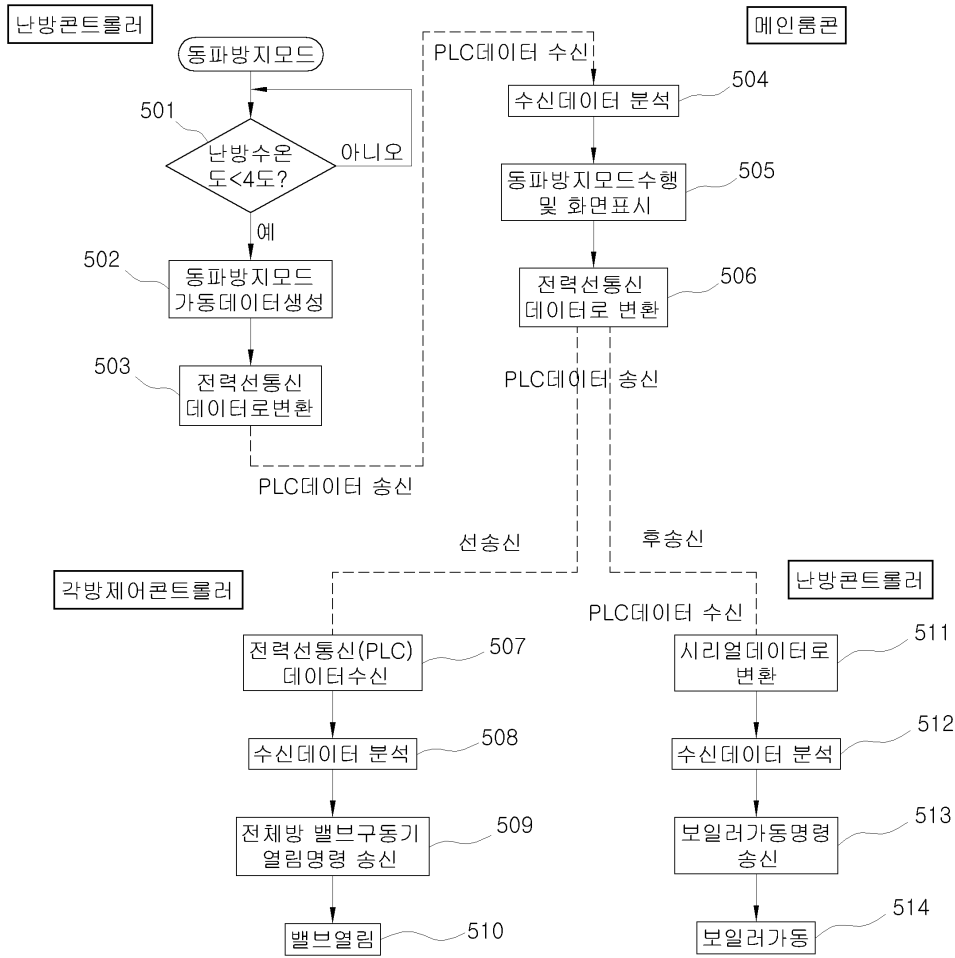 난방콘트롤러
동파방지모드
501
난방수온
도<4도?
아니오
예
502
동파방지모드
가동데이터생성
503
전력선통신
데이터로변환
PLC데이터 송신
메인룸콘
PLC데이터 수신
504
수신데이터 분석
505
동파방지모드수행
및 화면표시
506
전력선통신
데이터로 변환
PLC데이터 송신
선송신
후송신
각방제어콘트롤러
507
전력선통신(PLC)
데이터수신
508
수신데이터 분석
509
전체방 밸브구동기
열림명령 송신
510
밸브열림
난방콘트롤러
PLC데이터 수신
511
시리얼데이터로
변환
512
수신데이터 분석
513
보일러가동명령
송신
514
보일러가동